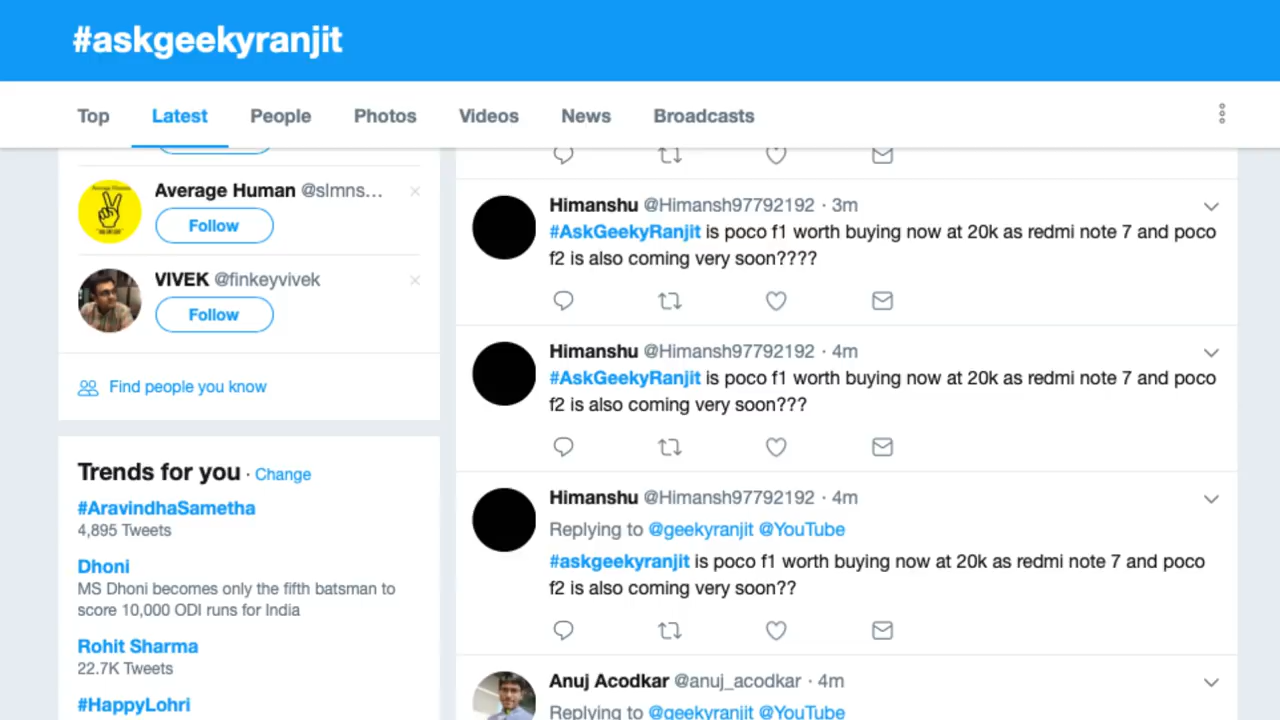 #askgeekyranjit
Top Latest People Photos Videos News Broadcasts
Average Human @slmns...
Follow
VIVEK @finkeyvivek
Follow
Find people you know
Trends for you · Change
#AravindhaSametha
4,895 Tweets
Dhoni
MS Dhoni becomes only the fifth batsman to
score 10,000 ODI runs for India
Rohit Sharma
22.7K Tweets
#HappyLohri
Himanshu @Himansh97792192 · 3m
#AskGeekyRanjit is poco f1 worth buying now at 20k as redmi note 7 and poco
f2 is also coming very soon????
Himanshu @Himansh97792192 · 4m
#AskGeekyRanjit is poco f1 worth buying now at 20k as redmi note 7 and poco
f2 is also coming very soon???
Himanshu @Himansh97792192 · 4m
Replying to @geekyranjit @YouTube
#askgeekyranjit is poco f1 worth buying now at 20k as redmi note 7 and poco
f2 is also coming very soon??
Anuj Acodkar @anuj_acodkar · 4m
Replying to @geekyranjit @YouTube